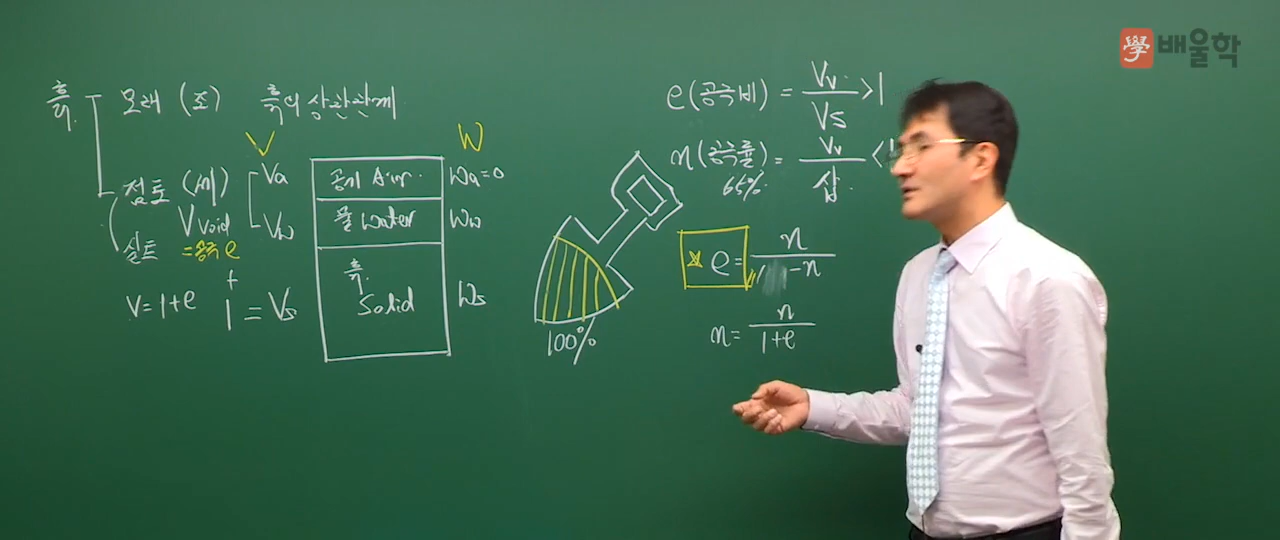 學 배울학
흙 모래 (조) 흙의 상관관계
점토 (세)
실트
V
Va
Vw
V void
=공극 e
+
V=1+e 1 = Vs
공기 Air
물 Water
흙
Solid
W
Wa=0
Ww
Ws
100%
e(공극비) = Vv/Vs >1
n(공극률) = Vv/
65%
e = n/1-n
n = n/1+e